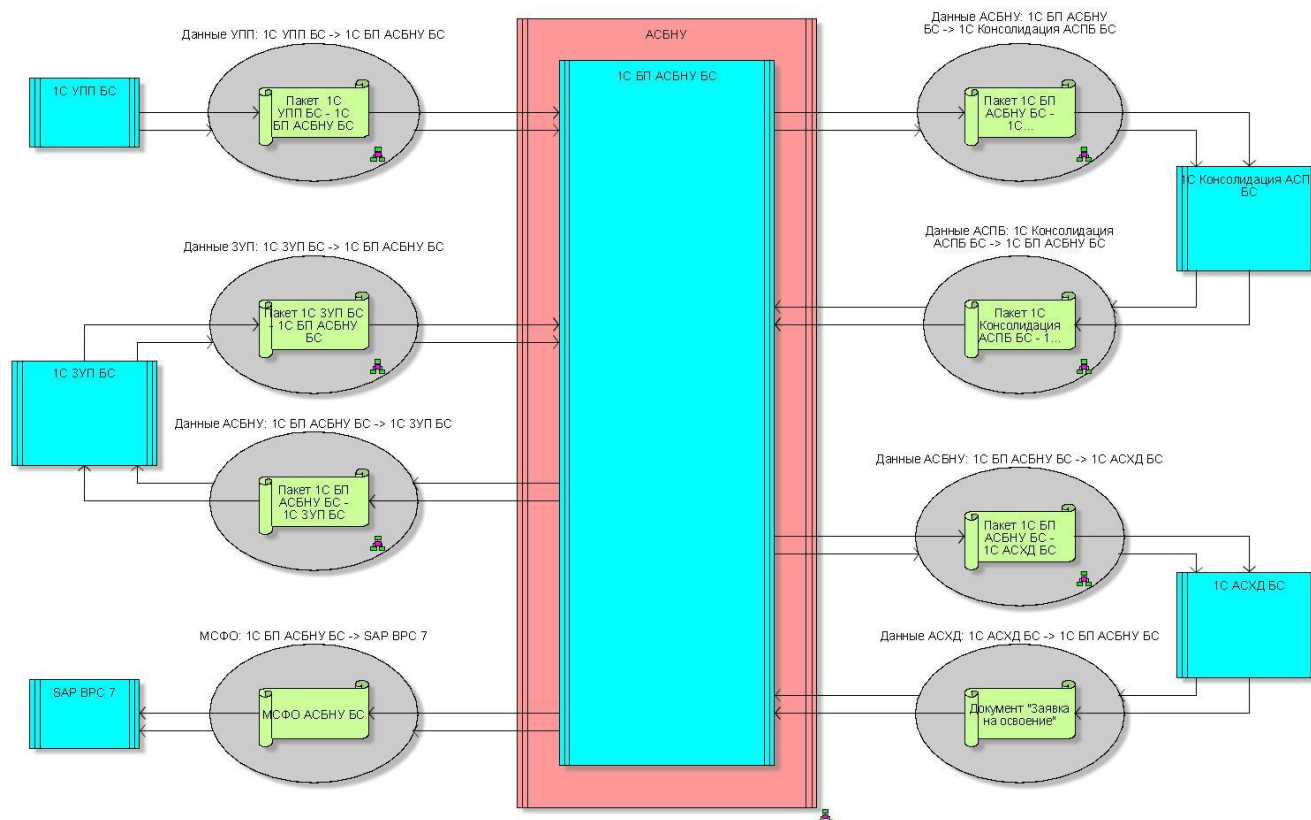 Данные УПП: 1С УПП БС -> 1С БП АСБНУ БС
1С УПП БС
Пакет 1С
УПП БС - 1С
БП АСБНУ БС
Данные ЗУП: 1С ЗУП БС -> 1С БП АСБНУ БС
Пакет 1С ЗУП БС
- 1С БП АСБНУ
БС
1С ЗУП БС
Данные АСБНУ: 1С БП АСБНУ БС -> 1С ЗУП БС
Пакет 1С БП
АСБНУ БС -
1С ЗУП БС
МСФО: 1С БП АСБНУ БС -> SAP BPC 7
SAP BPC 7
МСФО АСБНУ БС
АСБНУ
1С БП АСБНУ БС
Данные АСБНУ: 1С БП АСБНУ
БС -> 1С Консолидация АСПБ БС
Пакет 1С БП
АСБНУ БС -
1С...
1С Консолидация АСП
БС
Данные АСПБ: 1С Консолидация
АСПБ БС -> 1С БП АСБНУ БС
Пакет 1С
Консолидация
АСПБ БС - 1...
Данные АСБНУ: 1С БП АСБНУ БС -> 1С АСХД БС
Пакет 1С БП
АСБНУ БС -
1С АСХД БС
1С АСХД БС
Данные АСХД: 1С АСХД БС -> 1С БП АСБНУ БС
Документ "Заявка
на освоение"